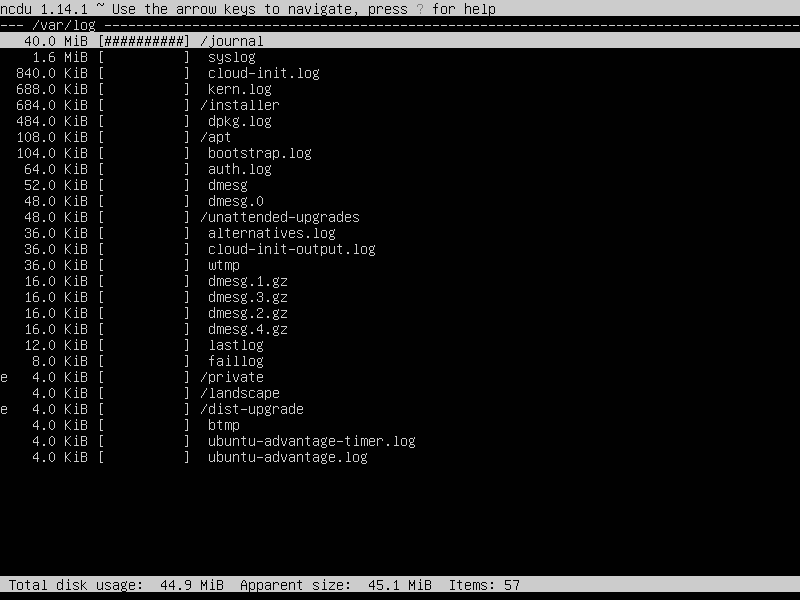 ncdu 1.14.1 ~ Use the arrow keys to navigate, press ? for help
--- /var/log ----------------------------------------------------------------------------------------
   40.0 MiB [##########] /journal
    1.6 MiB [          ]  syslog
  840.0 KiB [          ]  cloud-init.log
  688.0 KiB [          ]  kern.log
  684.0 KiB [          ] /installer
  484.0 KiB [          ]  dpkg.log
  108.0 KiB [          ] /apt
  104.0 KiB [          ]  bootstrap.log
   64.0 KiB [          ]  auth.log
   52.0 KiB [          ]  dmesg
   48.0 KiB [          ]  dmesg.0
   48.0 KiB [          ] /unattended-upgrades
   36.0 KiB [          ]  alternatives.log
   36.0 KiB [          ]  cloud-init-output.log
   36.0 KiB [          ]  wtmp
   16.0 KiB [          ]  dmesg.1.gz
   16.0 KiB [          ]  dmesg.3.gz
   16.0 KiB [          ]  dmesg.2.gz
   16.0 KiB [          ]  dmesg.4.gz
   12.0 KiB [          ]  lastlog
    8.0 KiB [          ]  faillog
e   4.0 KiB [          ] /private
    4.0 KiB [          ] /landscape
e   4.0 KiB [          ] /dist-upgrade
    4.0 KiB [          ]  btmp
    4.0 KiB [          ]  ubuntu-advantage-timer.log
    4.0 KiB [          ]  ubuntu-advantage.log
 Total disk usage:  44.9 MiB  Apparent size:  45.1 MiB  Items: 57